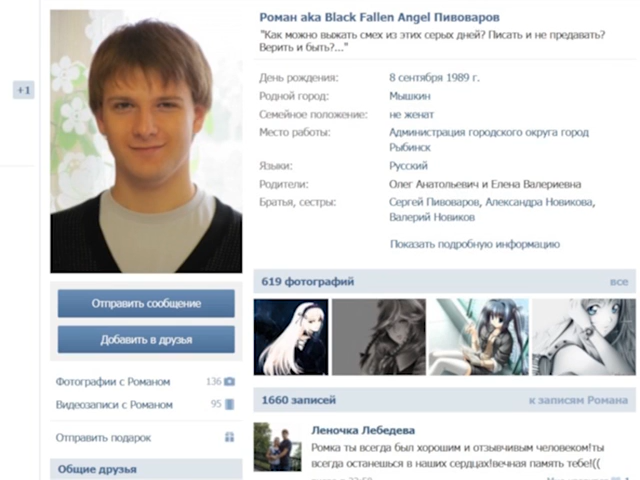 Роман aka Black Fallen Angel Пивоваров
"Как можно выжать смех из этих серых дней? Писать и не предавать?
Верить и быть?..."
+1
День рождения: 8 сентября 1989 г.
Родной город: Мышкин
Семейное положение: не женат
Место работы: Администрация городского округа город
Рыбинск
Языки: Русский
Родители: Олег Анатольевич и Елена Валериевна
Братья, сестры: Сергей Пивоваров, Александра Новикова,
Валерий Новиков
Показать подробную информацию
Отправить сообщение
Добавить в друзья
Фотографии с Романом 136
Видеозаписи с Романом 95
Отправить подарок
Общие друзья
619 фотографий все
1660 записей к записям Романа
Леночка Лебедева
Ромка ты всегда был хорошим и отзывчивым человеком!ты
всегда останешься в наших сердцах!вечная память тебе!((